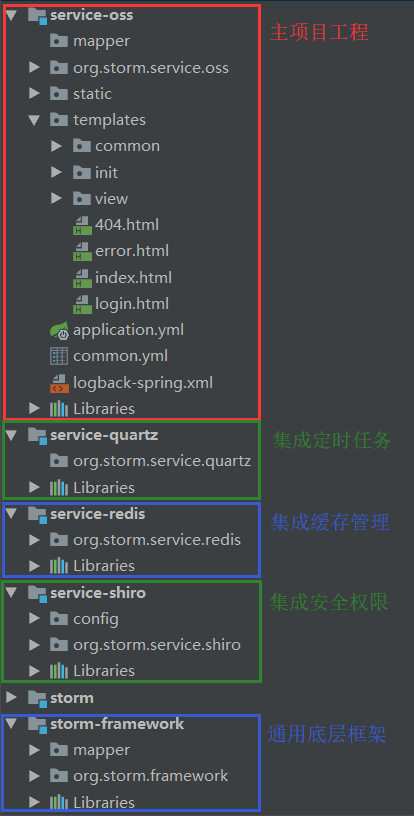 service-oss
主项目工程
mapper
org.storm.service.oss
static
templates
common
init
view
404.html
error.html
index.html
login.html
application.yml
common.yml
logback-spring.xml
Libraries
service-quartz
集成定时任务
org.storm.service.quartz
Libraries
service-redis
集成缓存管理
org.storm.service.redis
Libraries
service-shiro
集成安全权限
config
org.storm.service.shiro
Libraries
storm
storm-framework
通用底层框架
mapper
org.storm.framework
Libraries